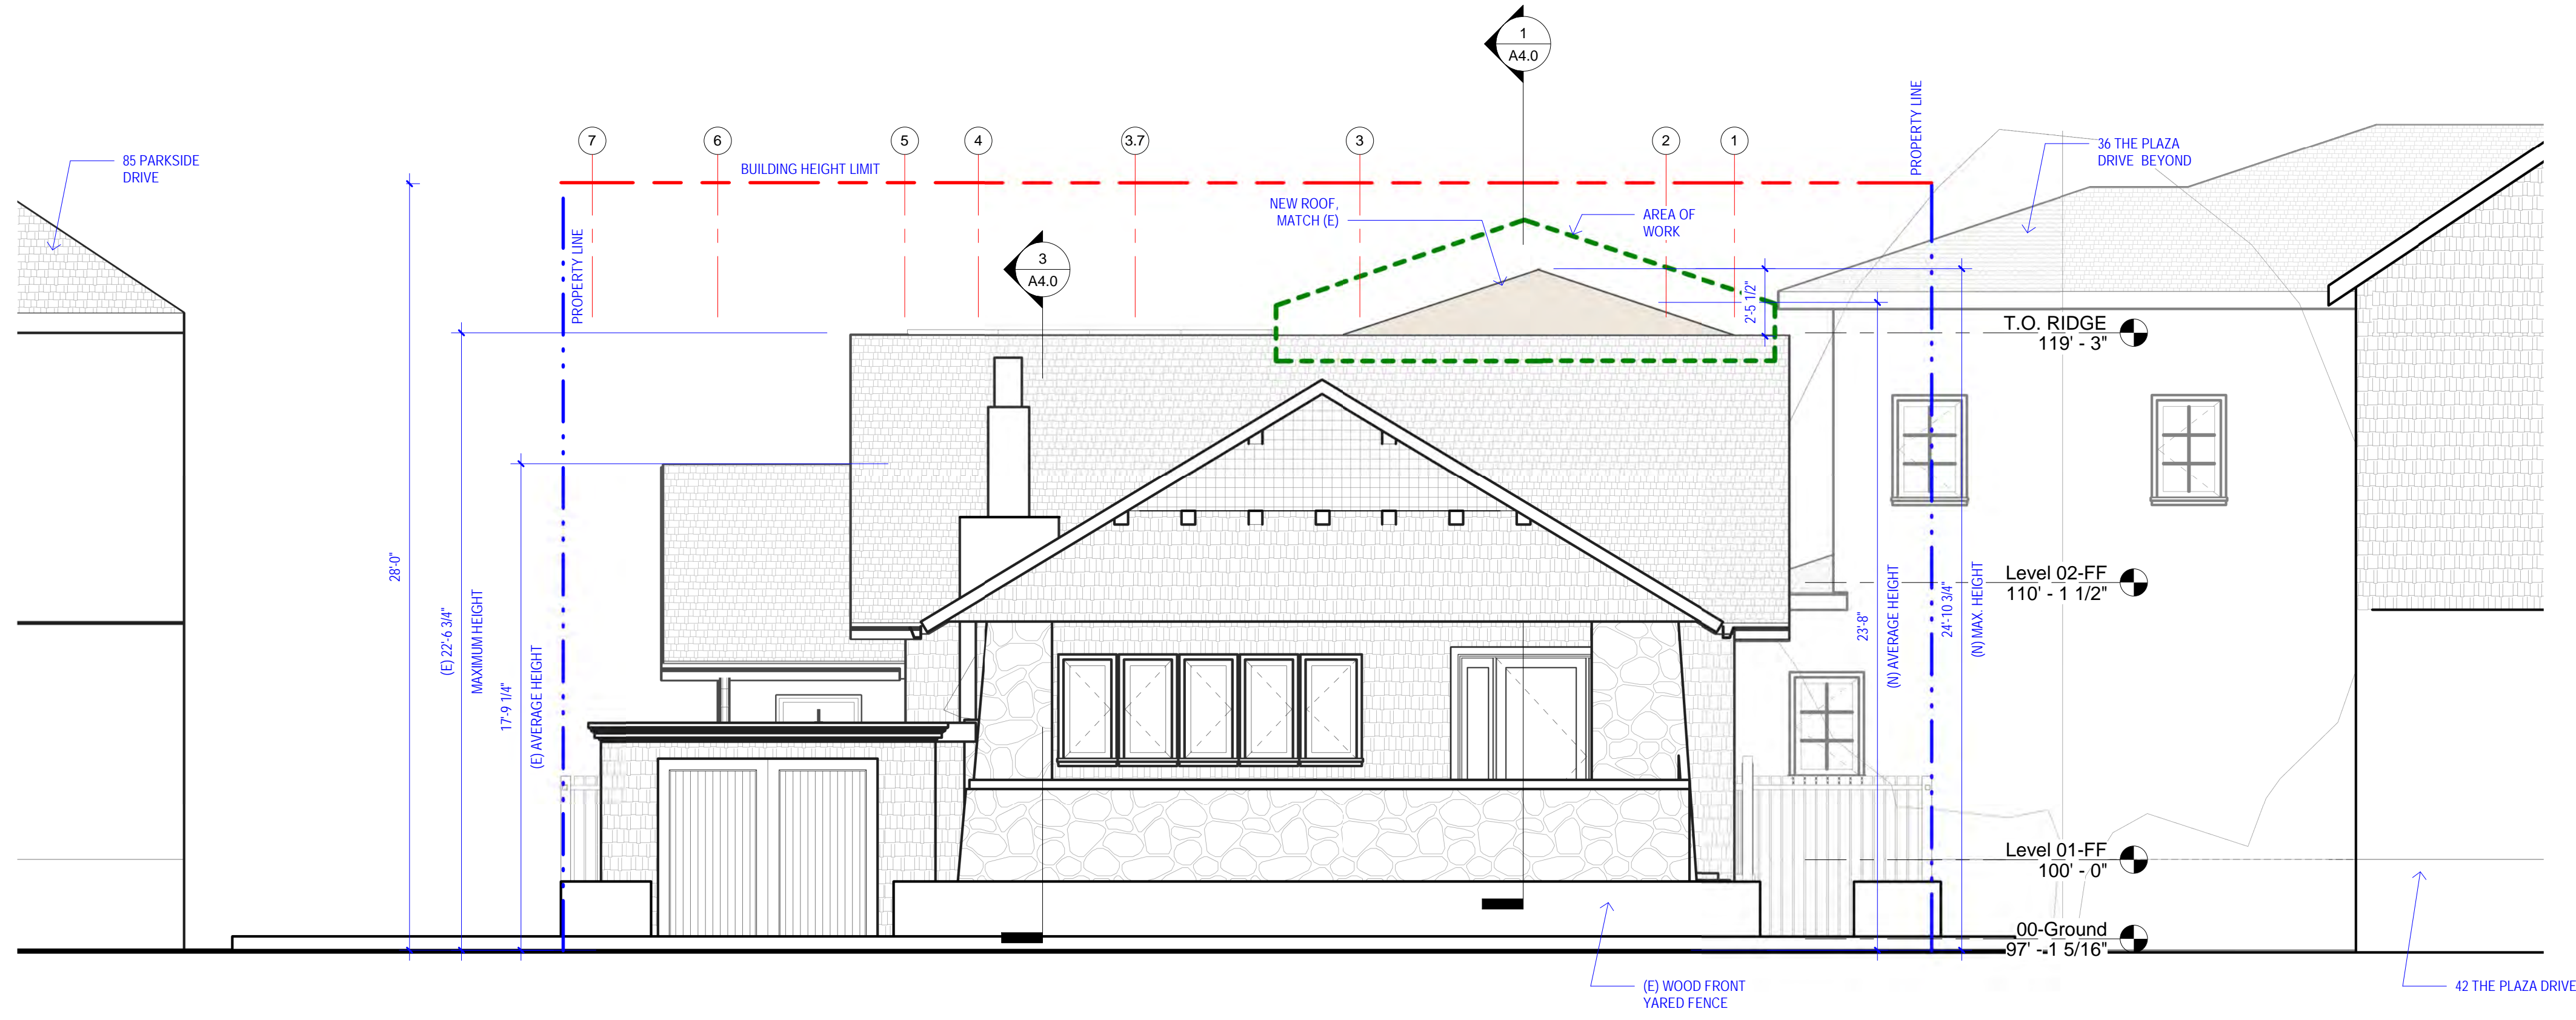 1
A4.0
85 PARKSIDE
DRIVE
7
6
5
4
3.7
3
2
1
PROPERTY LINE
36 THE PLAZA
DRIVE BEYOND
BUILDING HEIGHT LIMIT
NEW ROOF,
MATCH (E)
AREA OF
WORK
PROPERTY LINE
3
A4.0
2'-5 1/2"
T.O. RIDGE
119' - 3"
28'-0"
(E) 22'-6 3/4"
MAXIMUM HEIGHT
17'-9 1/4"
(E) AVERAGE HEIGHT
23'-8"
(N) AVERAGE HEIGHT
24'-10 3/4"
(N) MAX. HEIGHT
Level 02-FF
110' - 1 1/2"
Level 01-FF
100' - 0"
00-Ground
97' - 1 5/16"
(E) WOOD FRONT
YARED FENCE
42 THE PLAZA DRIVE